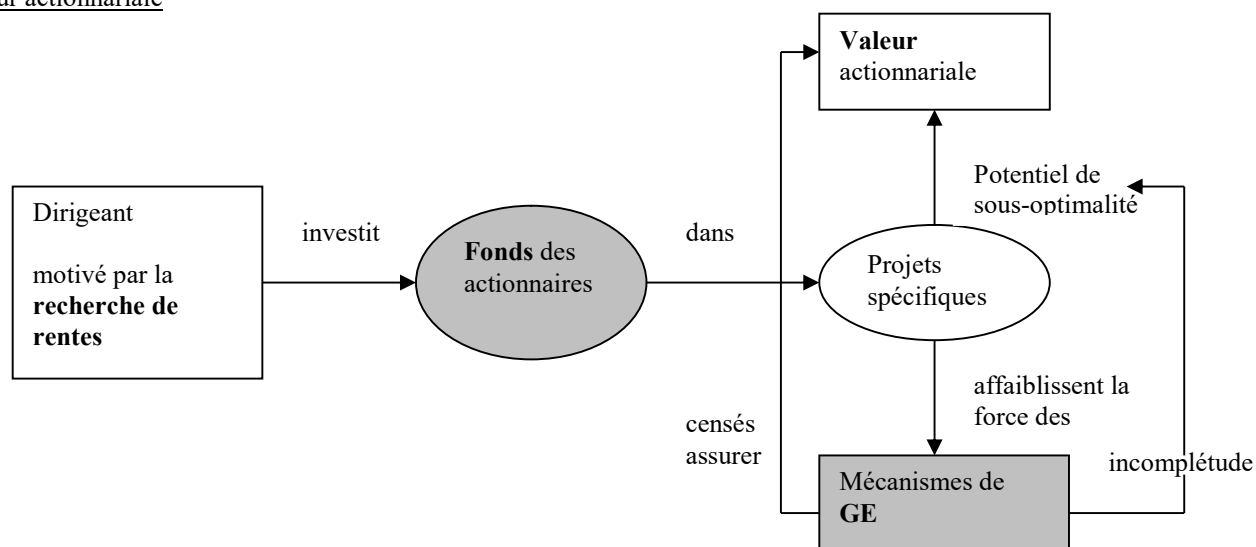 actionnariale
Valeur
actionnariale
Potentiel de
sous-optimalité
Dirigeant
motivé par la
recherche de
rentes
investit
Fonds des
actionnaires
dans
Projets
spécifiques
affaiblissent la
force des
censés
assurer
incomplétude
Mécanismes de
GE